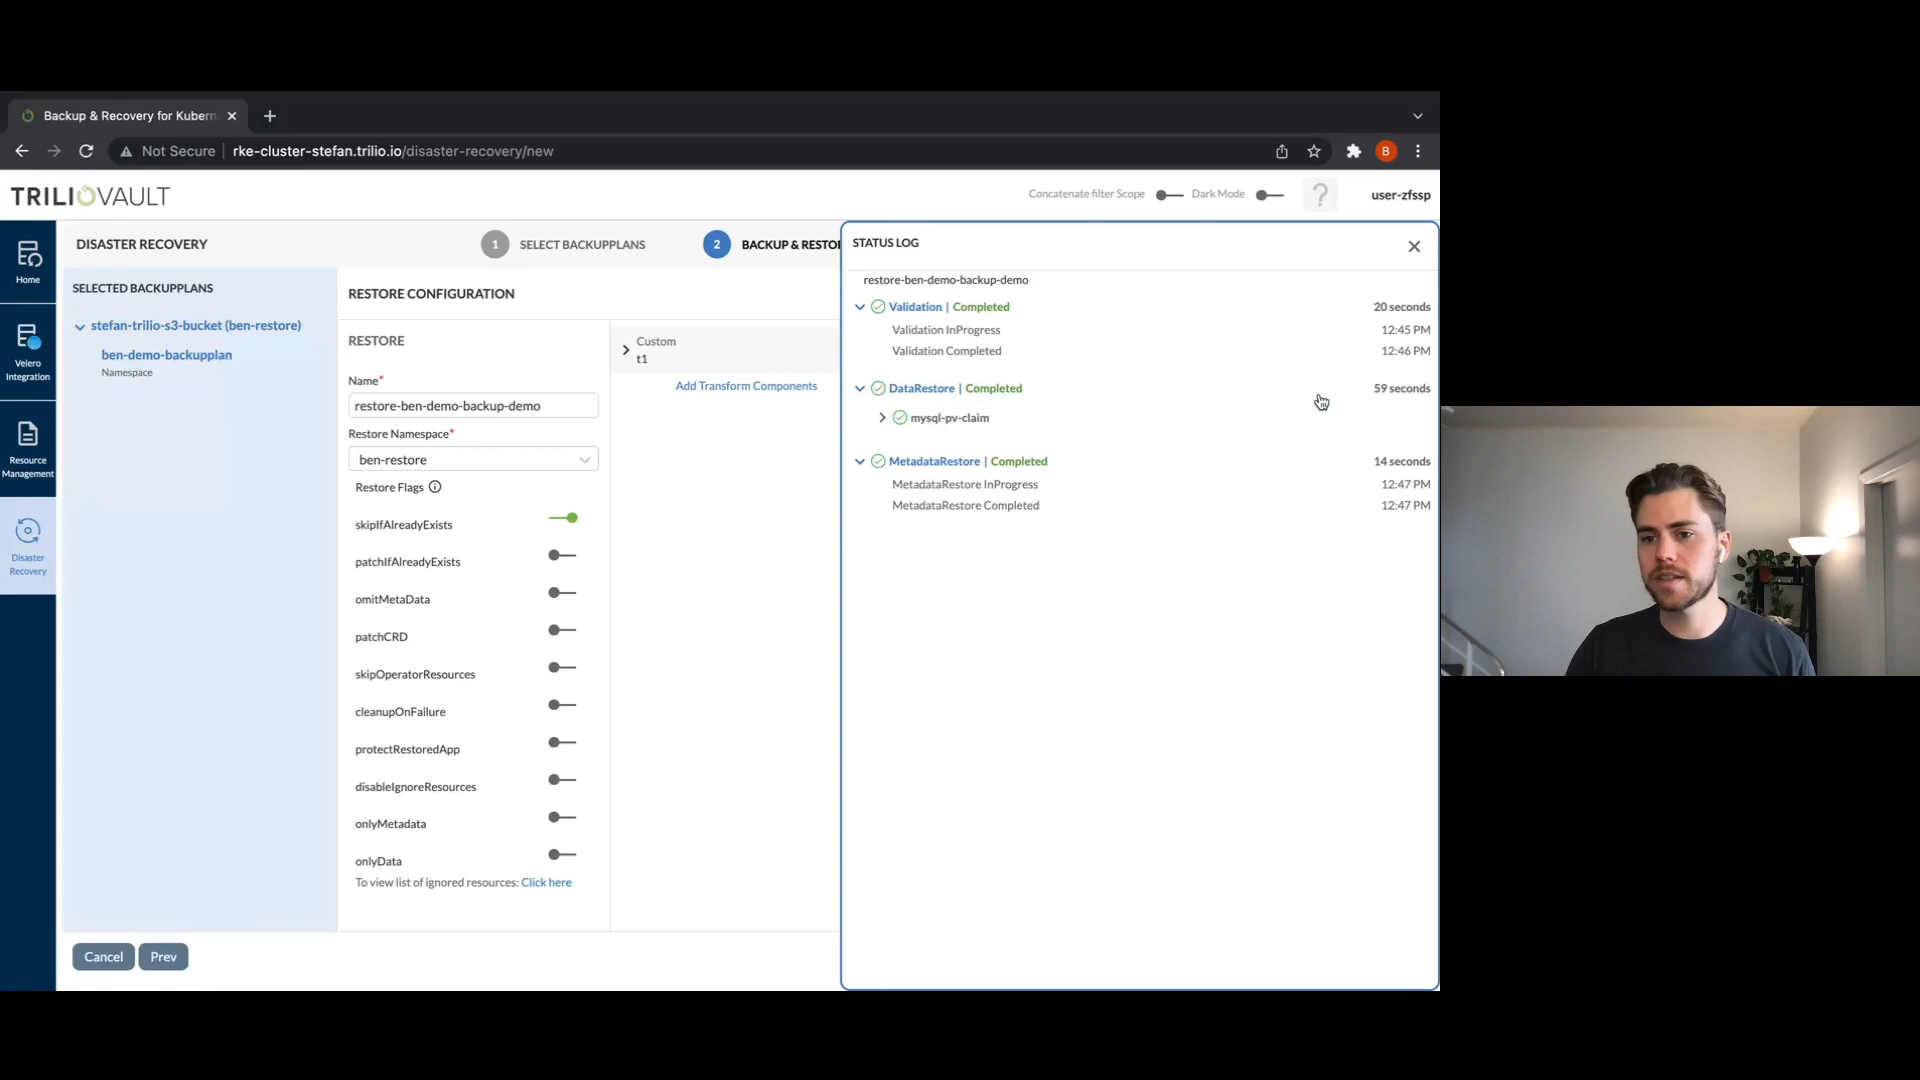 Backup & Recovery for Kubern
Not Secure
rke-cluster-stefan.trilio.io/disaster-recovery/new
B
TRILIOVAULT
Concatenate filter Scope
Dark Mode
?
user-zfssp
Home
Velero
Integration
Resource
Management
Disaster
Recovery
DISASTER RECOVERY
1 SELECT BACKUPPLANS
2 BACKUP & RESTO
SELECTED BACKUPPLANS
stefan-trilio-s3-bucket (ben-restore)
ben-demo-backupplan
Namespace
RESTORE CONFIGURATION
RESTORE
Name*
restore-ben-demo-backup-demo
Restore Namespace*
ben-restore
Restore Flags
skipIfAlreadyExists
patchIfAlreadyExists
omitMetaData
patchCRD
skipOperatorResources
cleanupOnFailure
protectRestoredApp
disableIgnoreResources
onlyMetadata
onlyData
To view list of ignored resources: Click here
Custom
t1
Add Transform Components
Cancel
Prev
STATUS LOG
restore-ben-demo-backup-demo
Validation | Completed 20 seconds
Validation InProgress 12:45 PM
Validation Completed 12:46 PM
DataRestore | Completed 59 seconds
mysql-pv-claim
MetadataRestore | Completed 14 seconds
MetadataRestore InProgress 12:47 PM
MetadataRestore Completed 12:47 PM